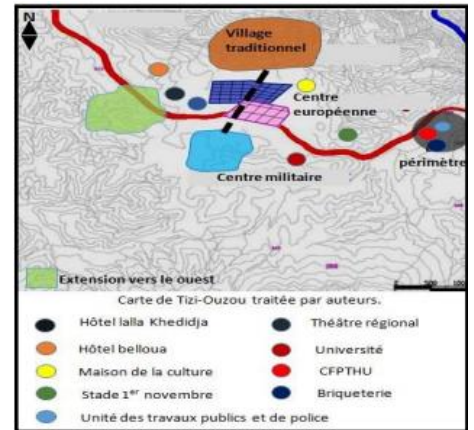 N
Village
traditionnel
Centre
européenne
Centre militaire
périmètre
Extension vers le ouest
Carte de Tizi-Ouzou traitée par auteurs.
Hôtel lalla Khedidja
Théâtre régional
Hôtel belloua
Université
Maison de la culture
CFPTHU
Stade 1er novembre
Briqueterie
Unité des travaux publics et de police